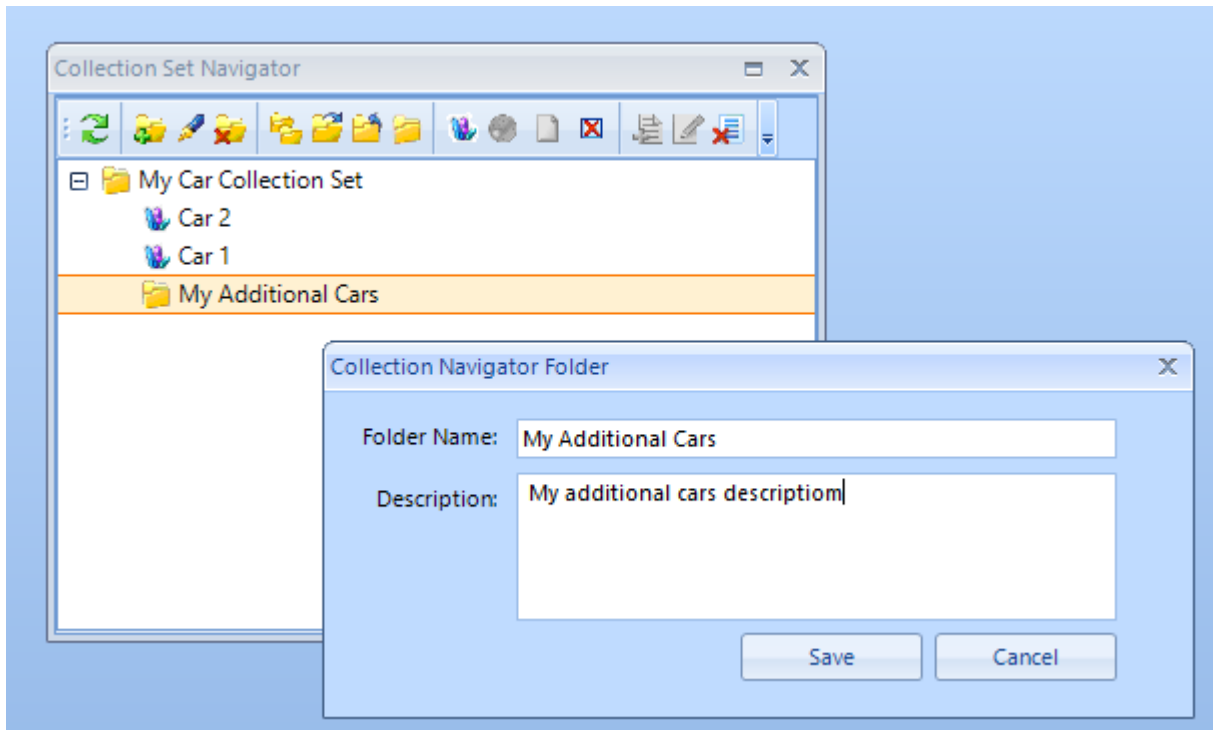 Collection Set Navigator
My Car Collection Set
Car 2
Car 1
My Additional Cars
Collection Navigator Folder
Folder Name: My Additional Cars
Description: My additional cars descriptiom
Save Cancel